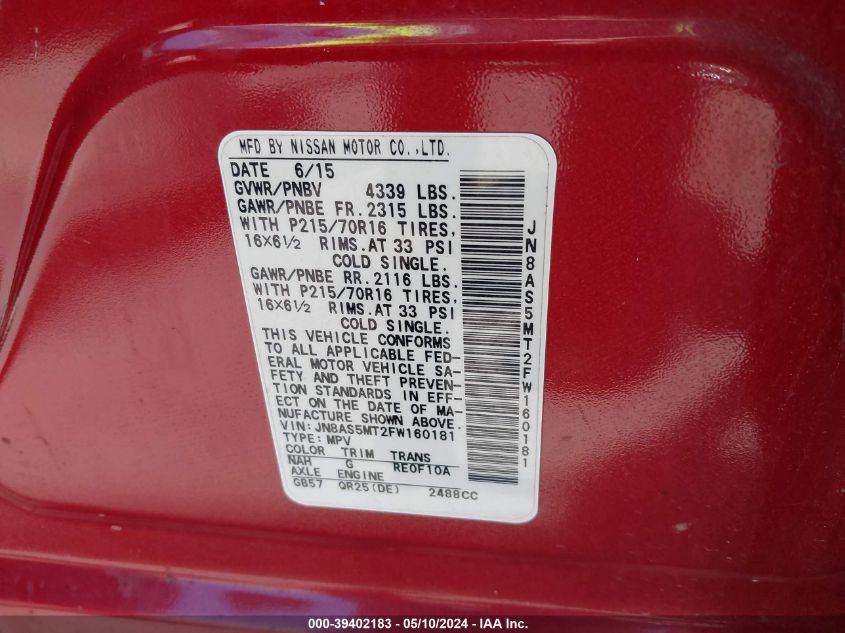 MFD BY NISSAN MOTOR CO.,LTD.
DATE 6/15
GVWR/PNBV 4339 LBS.
GAWR/PNBE FR.2315 LBS.
WITH P215/70R16 TIRES,
16X6½ RIMS.AT 33 PSI
COLD SINGLE.
GAWR/PNBE RR.2116 LBS.
WITH P215/70R16 TIRES,
16X6½ RIMS.AT 33 PSI
COLD SINGLE.
THIS VEHICLE CONFORMS
TO ALL APPLICABLE FED-
ERAL MOTOR VEHICLE SA-
FETY AND THEFT PREVEN-
TION STANDARDS IN EFF-
ECT ON THE DATE OF MA-
NUFACTURE SHOWN ABOVE.
VIN:JN8AS5MT2FW160181
TYPE:MPV
COLOR TRIM TRANS
NAH G RE0F10A
AXLE ENGINE
GB57 QR25(DE) 2488CC
JN8AS5MT2FW160181
000-39402183 - 05/10/2024 - IAA Inc.